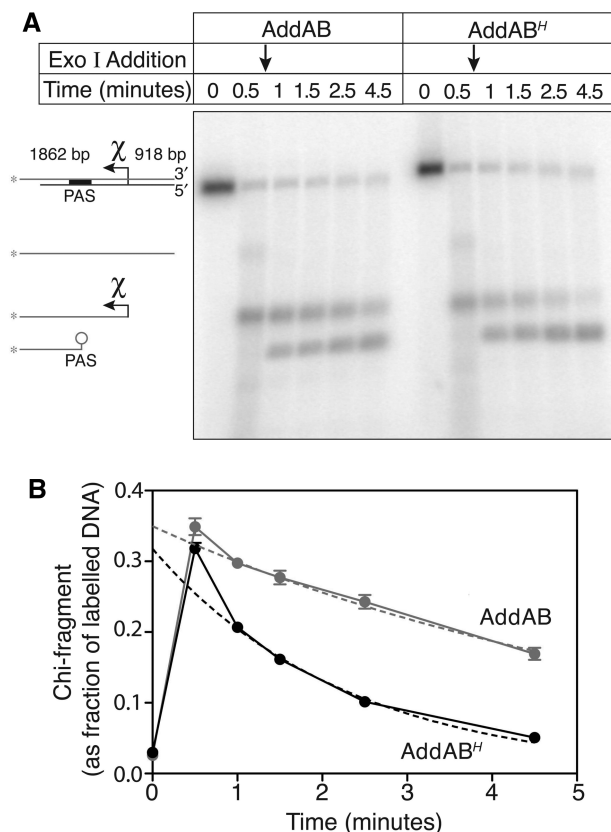 A
AddAB AddABᴴ
Exo I Addition
Time (minutes) 0 0.5 1 1.5 2.5 4.5 0 0.5 1 1.5 2.5 4.5
1862 bp χ 918 bp
* 3′
5′
PAS
*
χ
*
*
PAS
B
0.4
0.3
0.2
0.1
0.0
Chi-fragment
(as fraction of labelled DNA)
AddAB
AddABᴴ
0 1 2 3 4 5
Time (minutes)